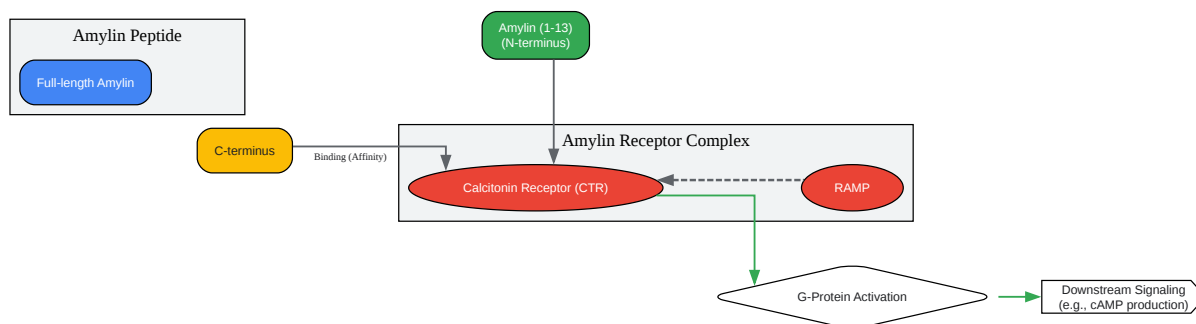 Amylin Peptide
Full-length Amylin
Amylin (1-13)
(N-terminus)
C-terminus
Binding (Affinity)
Amylin Receptor Complex
Calcitonin Receptor (CTR)
RAMP
G-Protein Activation
Downstream Signaling
(e.g., cAMP production)